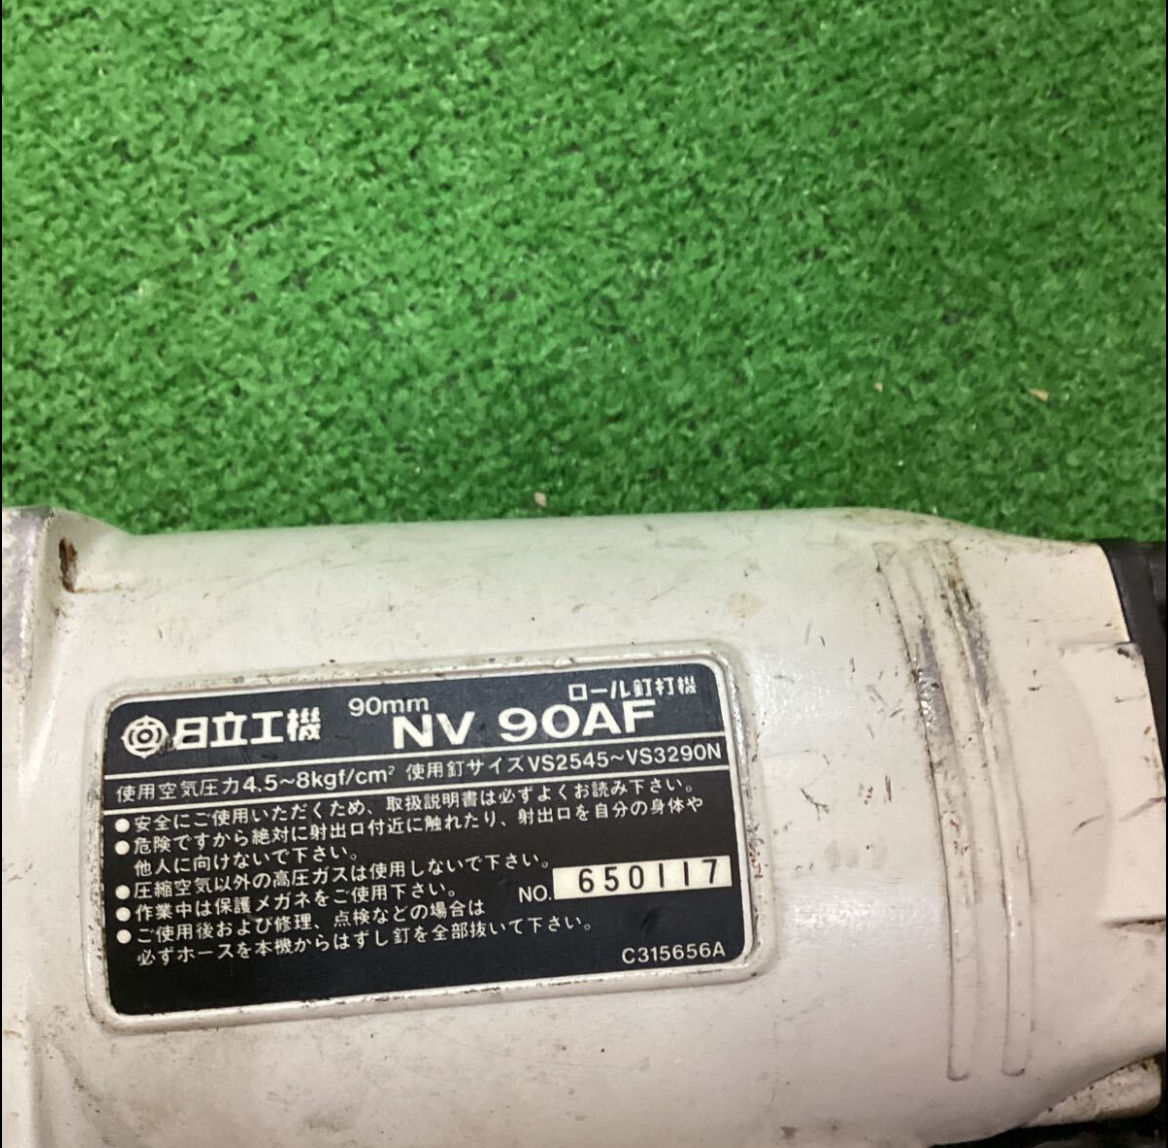 日立工機 90mm NV 90AF ロール釘打機
使用空気圧力4.5~8kgf/cm² 使用釘サイズVS2545~VS3290N
●安全にご使用いただくため、取扱説明書は必ずよくお読み下さい。
●危険ですから絶対に射出口付近に触れたり、射出口を自分の身体や
他人に向けないで下さい。
●圧縮空気以外の高圧ガスは使用しないで下さい。
●作業中は保護メガネをご使用下さい。
NO. 650117
●ご使用後および修理、点検などの場合は
必ずホースを本機からはずし釘を全部抜いて下さい。
C315656A